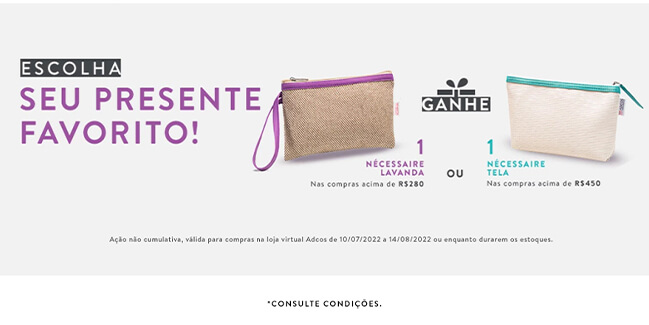 ESCOLHA
SEU PRESENTE
FAVORITO!
GANHE
1
NÉCESSAIRE
LAVANDA
Nas compras acima de R$280
OU
1
NÉCESSAIRE
TELA
Nas compras acima de R$450
Ação não cumulativa, válida para compras na loja virtual Adcos de 10/07/2022 a 14/08/2022 ou enquanto durarem os estoques.
*CONSULTE CONDIÇÕES.